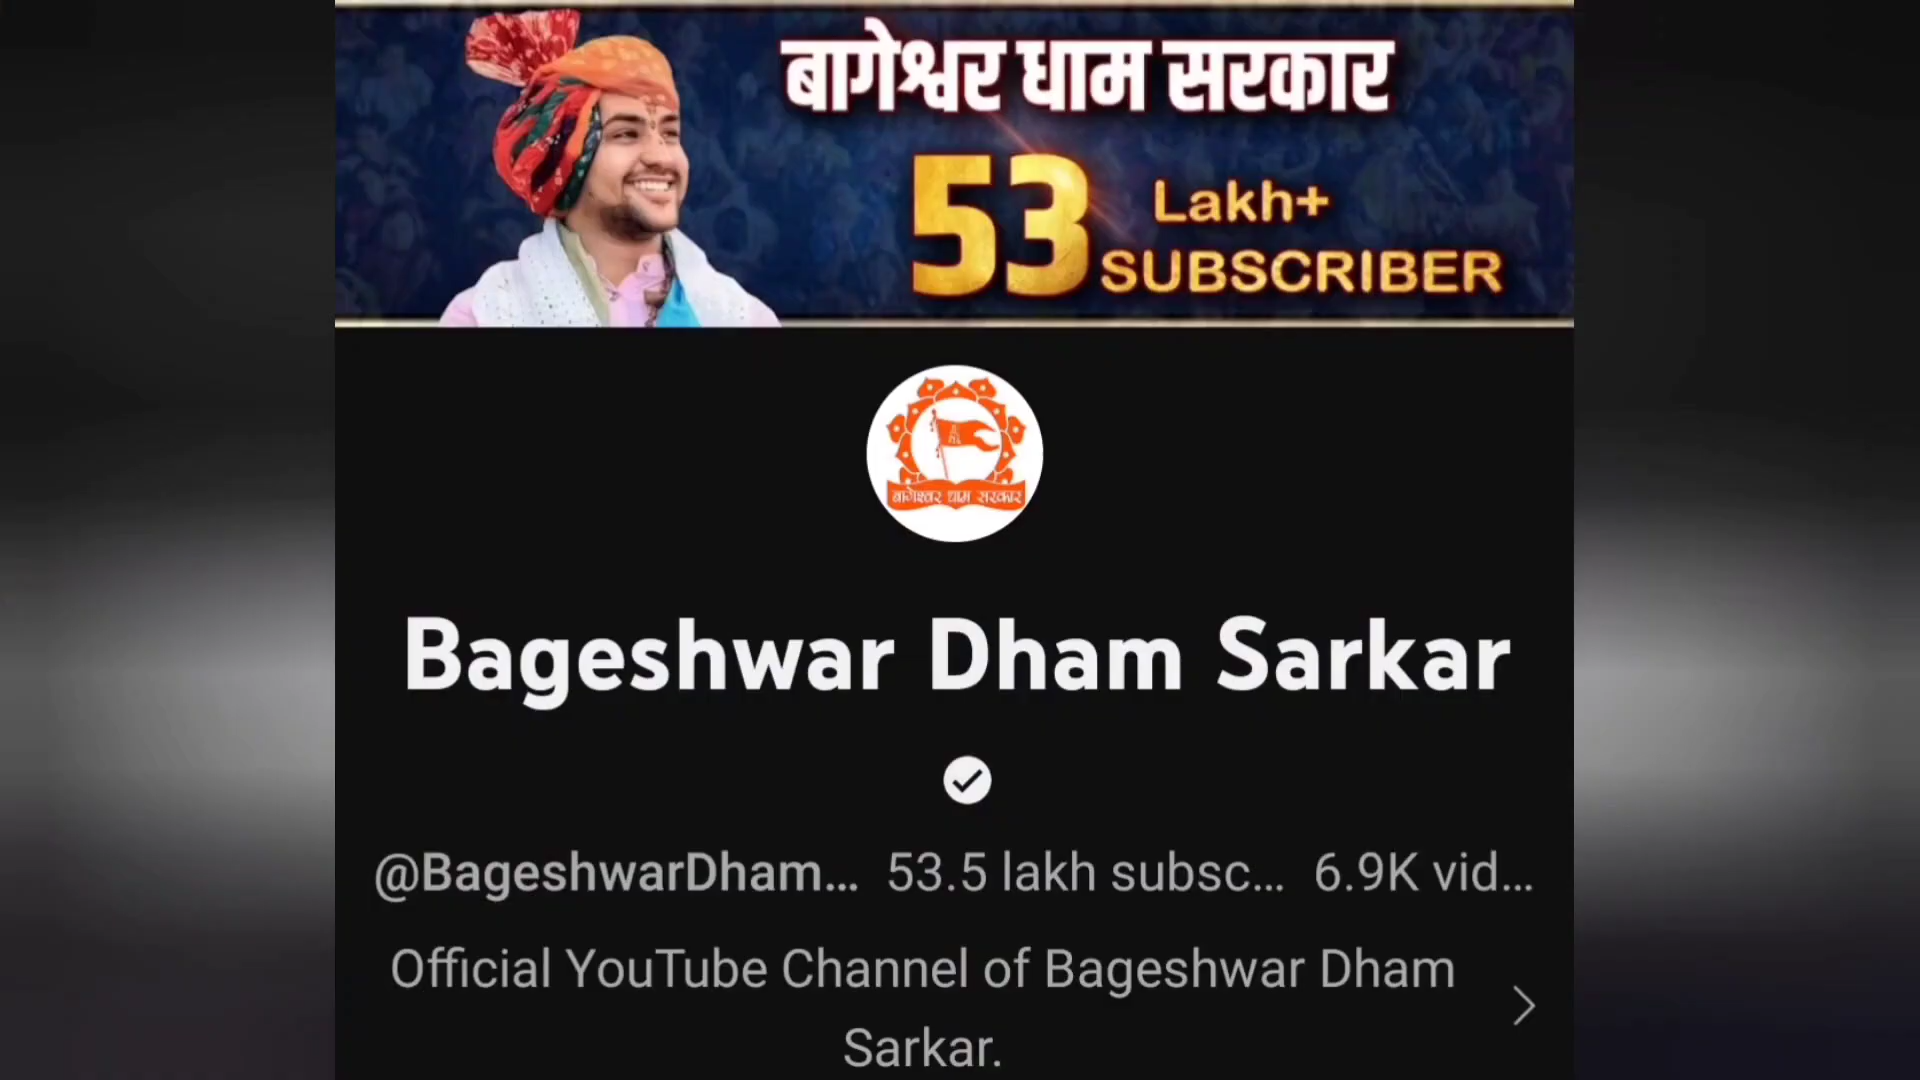 बागेश्वर धाम सरकार
53 Lakh+
SUBSCRIBER
बागेश्वर धाम सरकार
Bageshwar Dham Sarkar
@BageshwarDham... 53.5 lakh subsc... 6.9K vid...
Official YouTube Channel of Bageshwar Dham
Sarkar.